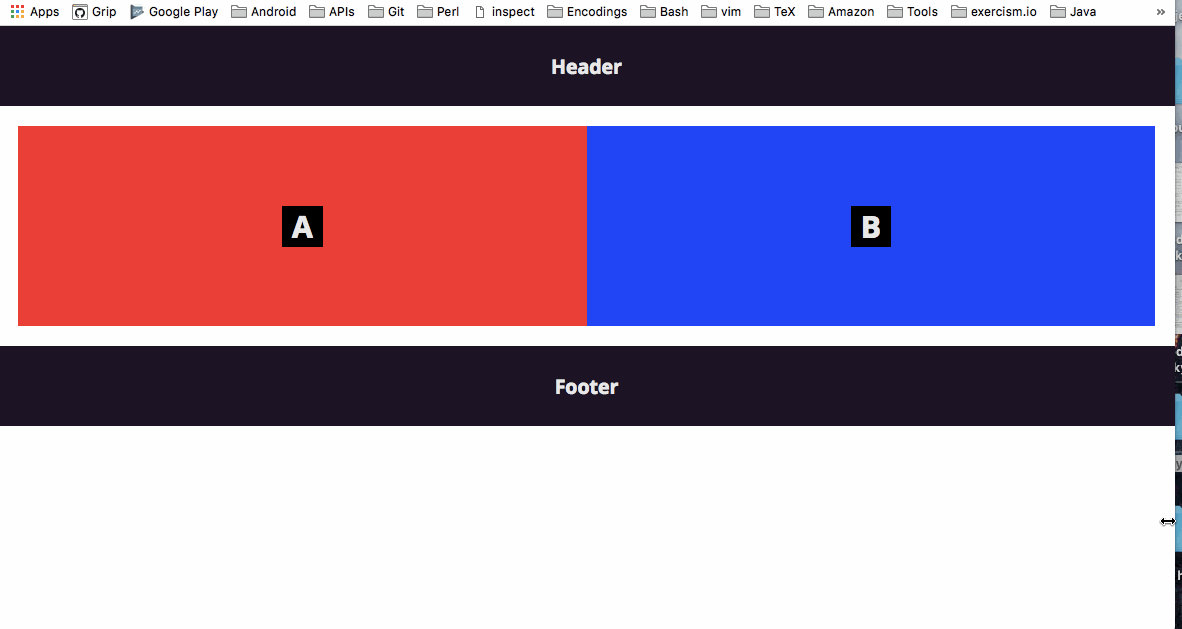 Apps Grip Google Play Android APIs Git Perl inspect Encodings Bash vim TeX Amazon Tools exercism.io Java »
Header
A B
Footer